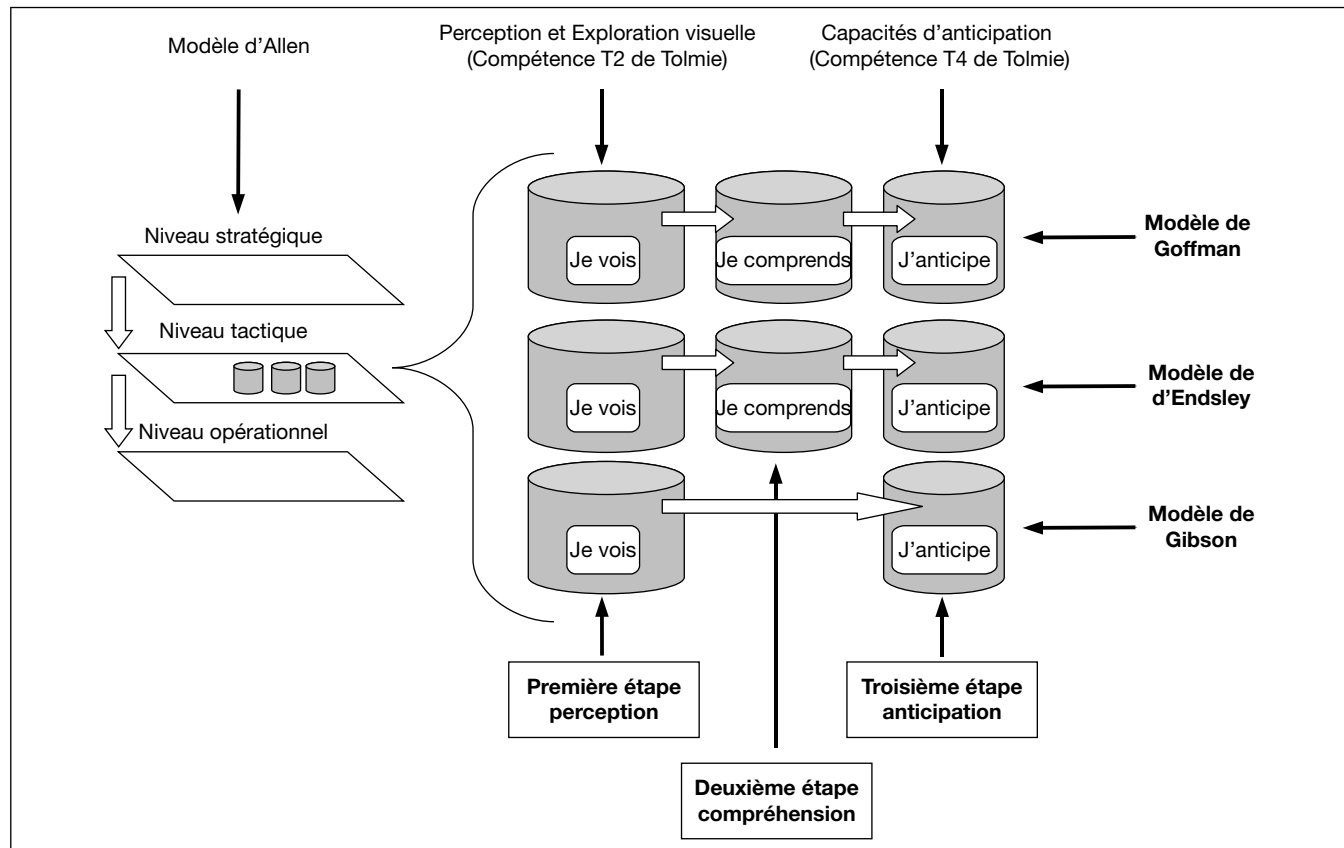 Modèle d'Allen
Perception et Exploration visuelle
(Compétence T2 de Tolmie)
Capacités d'anticipation
(Compétence T4 de Tolmie)
Niveau stratégique
Niveau tactique
Niveau opérationnel
Je vois
Je comprends
J'anticipe
Modèle de
Goffman
Je vois
Je comprends
J'anticipe
Modèle de
d'Endsley
Je vois
J'anticipe
Modèle de
Gibson
Première étape
perception
Troisième étape
anticipation
Deuxième étape
compréhension